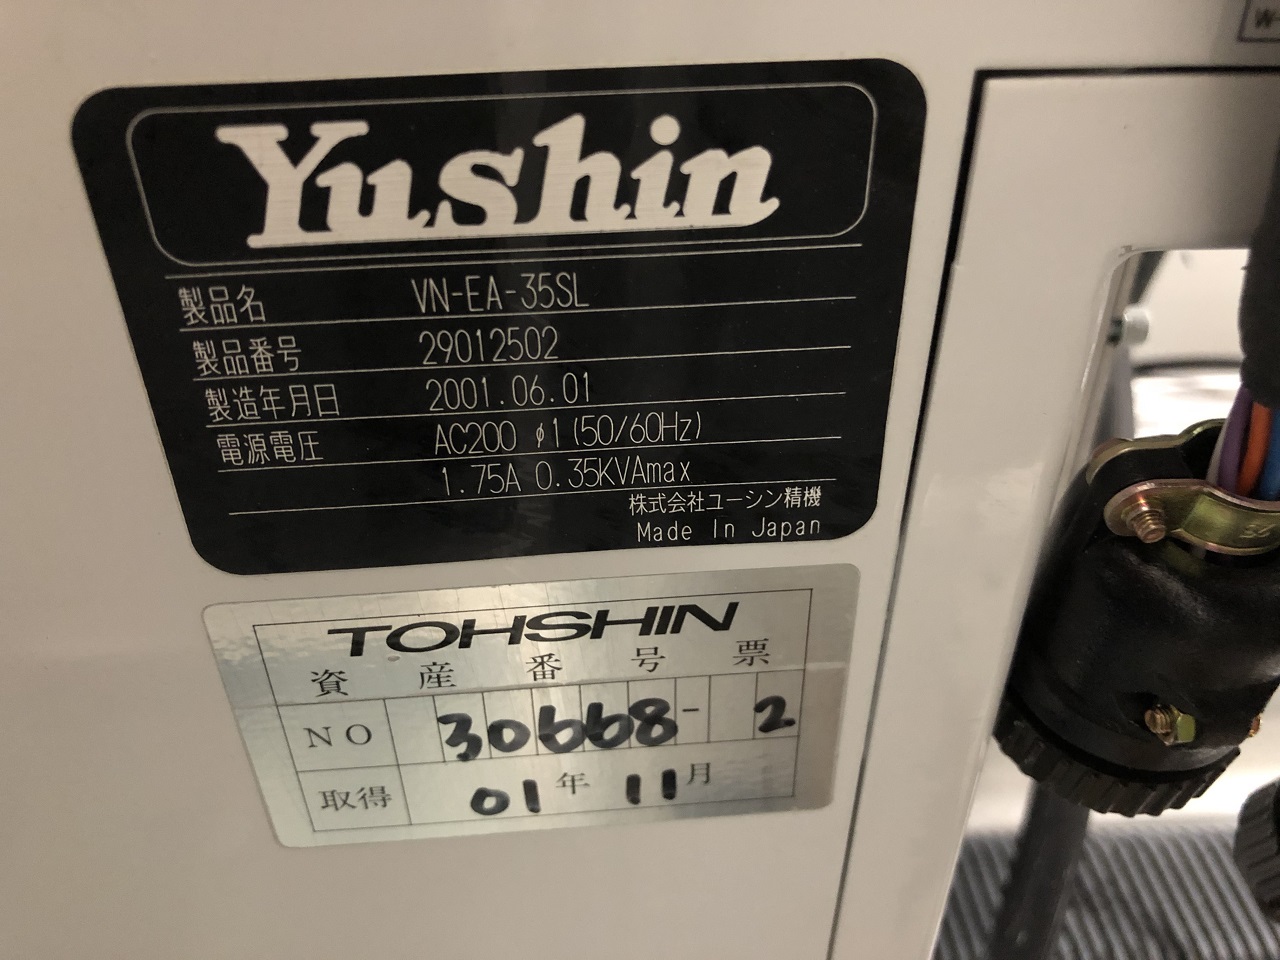 Yushin
製品名 VN-EA-35SL
製品番号 29012502
製造年月日 2001.06.01
電源電圧 AC200 φ1(50/60Hz)
1.75A 0.35KVAmax
株式会社ユーシン精機
Made In Japan
TOHSHIN
資産番号票
NO 30668- 2
取得 01年 11月